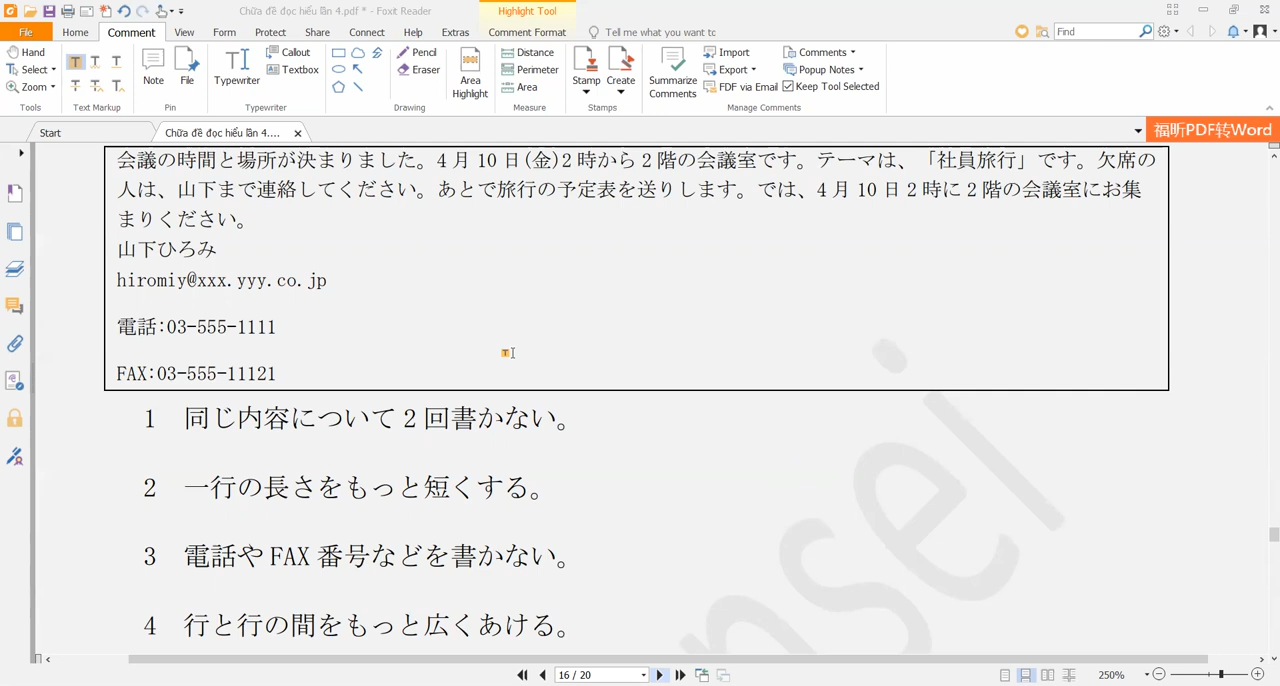 Chữa đề đọc hiểu lần 4.pdf * - Foxit Reader
Highlight Tool
File Home Comment View Form Protect Share Connect Help Extras Comment Format Tell me what you want tc Find
Hand Select Zoom Tools
Text Markup
Note File Pin
Typewriter Callout Textbox Typewriter
Pencil Eraser Drawing
Area Highlight
Distance Perimeter Area Measure
Stamp Create Stamps
Summarize Comments Import Export FDF via Email Comments Popup Notes Keep Tool Selected Manage Comments
Start Chữa đề đọc hiểu lần 4.... 福昕PDF转Word
会議の時間と場所が決まりました。4月10日(金)2時から2階の会議室です。テーマは、「社員旅行」です。欠席の
人は、山下まで連絡してください。あとで旅行の予定表を送りします。では、4月10日2時に2階の会議室にお集
まりください。
山下ひろみ
hiromiy@xxx.yyy.co.jp
電話:03-555-1111
FAX:03-555-11121
1 同じ内容について2回書かない。
2 一行の長さをもっと短くする。
3 電話やFAX番号などを書かない。
4 行と行の間をもっと広くあける。
nsei
16 / 20 250%